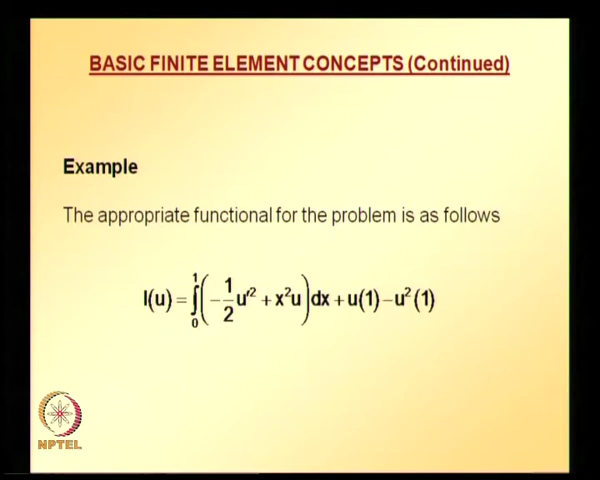 BASIC FINITE ELEMENT CONCEPTS (Continued)
Example
The appropriate functional for the problem is as follows
I(u) = ∫₀¹(−1/2 u′² + x²u)dx + u(1) − u²(1)
NPTEL